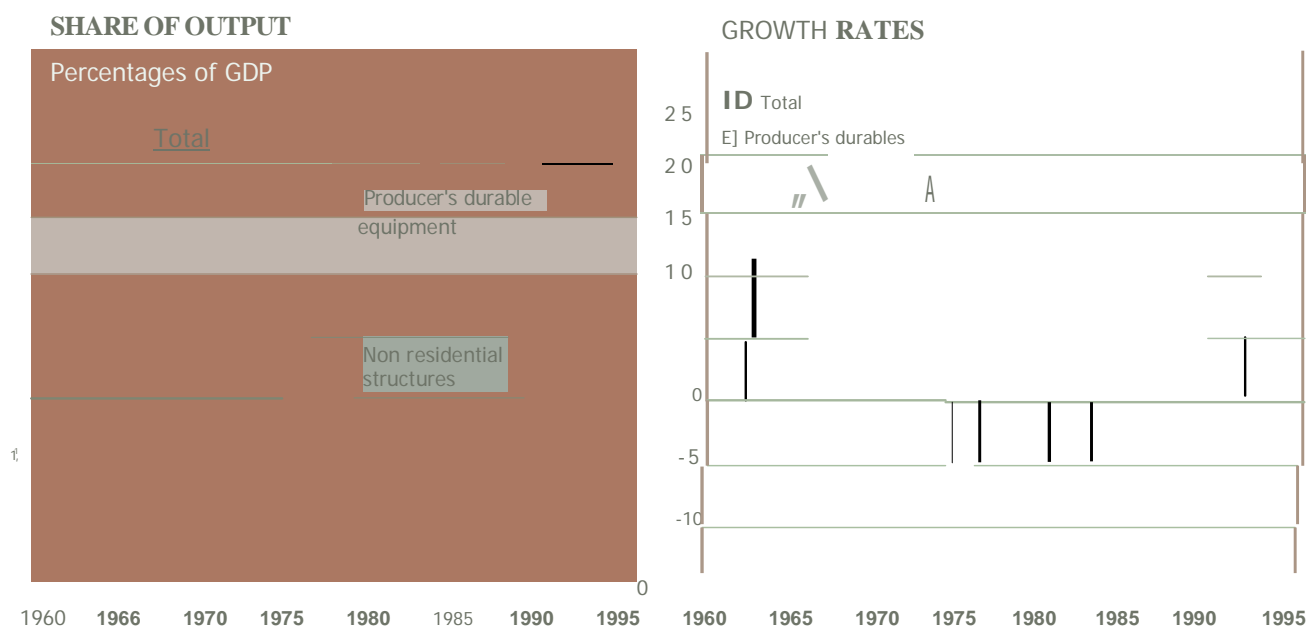 SHARE OF OUTPUT
Percentages of GDP
Total
Producer's durable
equipment
Non residential
structures
0
1960 1966 1970 1975 1980 1985 1990 1995
GROWTH RATES
ID Total
E] Producer's durables
25
20
15
10
0
-5
-10
1960 1965 1970 1975 1980 1985 1990 1995